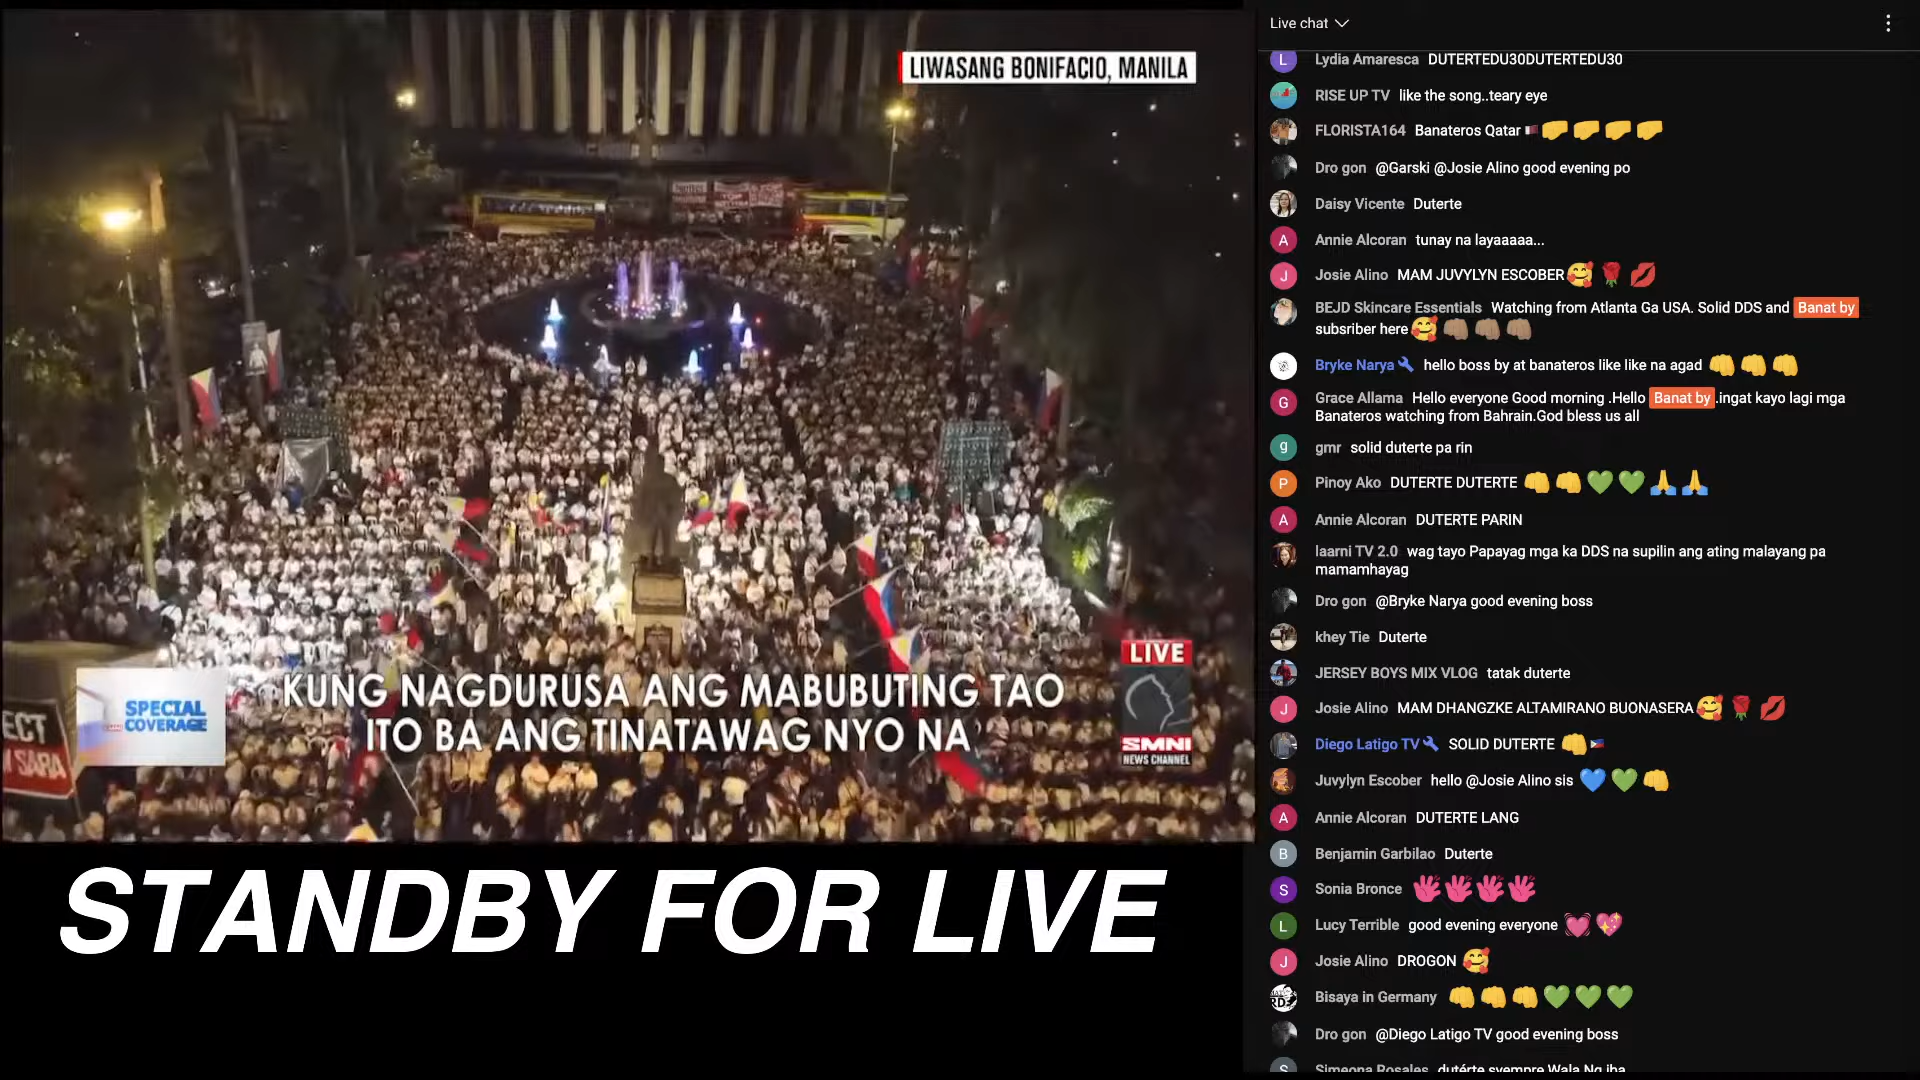 LIWASANG BONIFACIO, MANILA
ECT
SARA
SPECIAL
COVERAGE
KUNG NAGDURUSA ANG MABUBUTING TAO
ITO BA ANG TINATAWAG NYO NA
LIVE
SMNI
NEWS CHANNEL
STANDBY FOR LIVE
Live chat
L Lydia Amaresca DUTERTEDU30DUTERTEDU30
RISE UP TV like the song..teary eye
FLORISTA164 Banateros Qatar 🇶🇦🤛🤛🤛🤛
Dro gon @Garski @Josie Alino good evening po
Daisy Vicente Duterte
A Annie Alcoran tunay na layaaaaa...
J Josie Alino MAM JUVYLYN ESCOBER🥰🌹💋
BEJD Skincare Essentials Watching from Atlanta Ga USA. Solid DDS and Banat by
subsriber here🥰👊🏽👊🏽👊🏽
Bryke Narya hello boss by at banateros like like na agad 👊👊👊
G Grace Allama Hello everyone Good morning .Hello Banat by .ingat kayo lagi mga
Banateros watching from Bahrain.God bless us all
g gmr solid duterte pa rin
P Pinoy Ako DUTERTE DUTERTE 👊👊💚💚🙏🙏
A Annie Alcoran DUTERTE PARIN
laarni TV 2.0 wag tayo Papayag mga ka DDS na supilin ang ating malayang pa
mamamhayag
Dro gon @Bryke Narya good evening boss
khey Tie Duterte
JERSEY BOYS MIX VLOG tatak duterte
J Josie Alino MAM DHANGZKE ALTAMIRANO BUONASERA🥰🌹💋
Diego Latigo TV SOLID DUTERTE 👊🇵🇭
Juvylyn Escober hello @Josie Alino sis 💙💚👊
A Annie Alcoran DUTERTE LANG
B Benjamin Garbilao Duterte
S Sonia Bronce
L Lucy Terrible good evening everyone 💓💖
J Josie Alino DROGON 🥰
Bisaya in Germany 👊👊👊💚💚💚
Dro gon @Diego Latigo TV good evening boss
S Simeona Rosales dutérte syempre Wala Ng iba